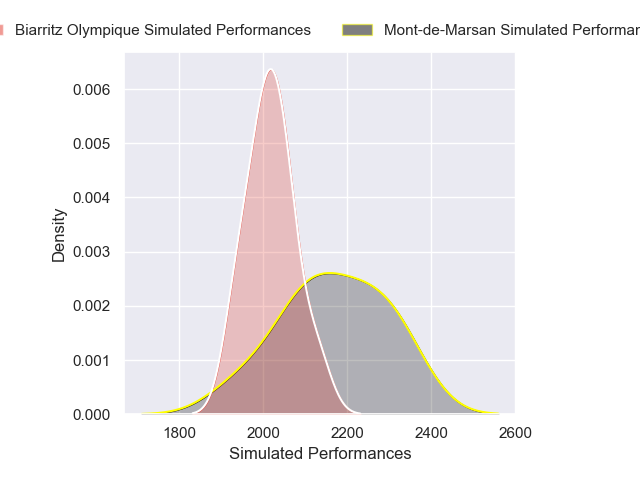 Biarritz Olympique Simulated Performances
Mont-de-Marsan Simulated
0.006
0.005
0.004
0.003
0.002
0.001
0.000
Density
1800 2000 2200 2400 2600
Simulated Performances